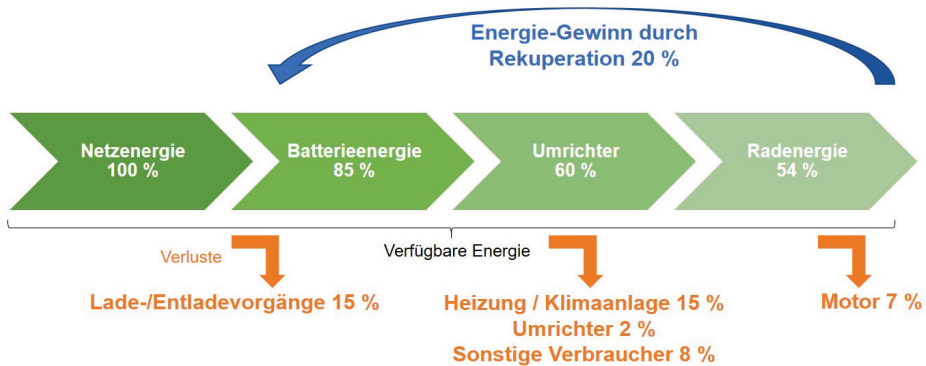 Energie-Gewinn durch
Rekuperation 20 %
Netzenergie
100 %
Batterieenergie
85 %
Umrichter
60 %
Radenergie
54 %
Verluste
Verfügbare Energie
Lade-/Entladevorgänge 15 %
Heizung / Klimaanlage 15 %
Umrichter 2 %
Sonstige Verbraucher 8 %
Motor 7 %